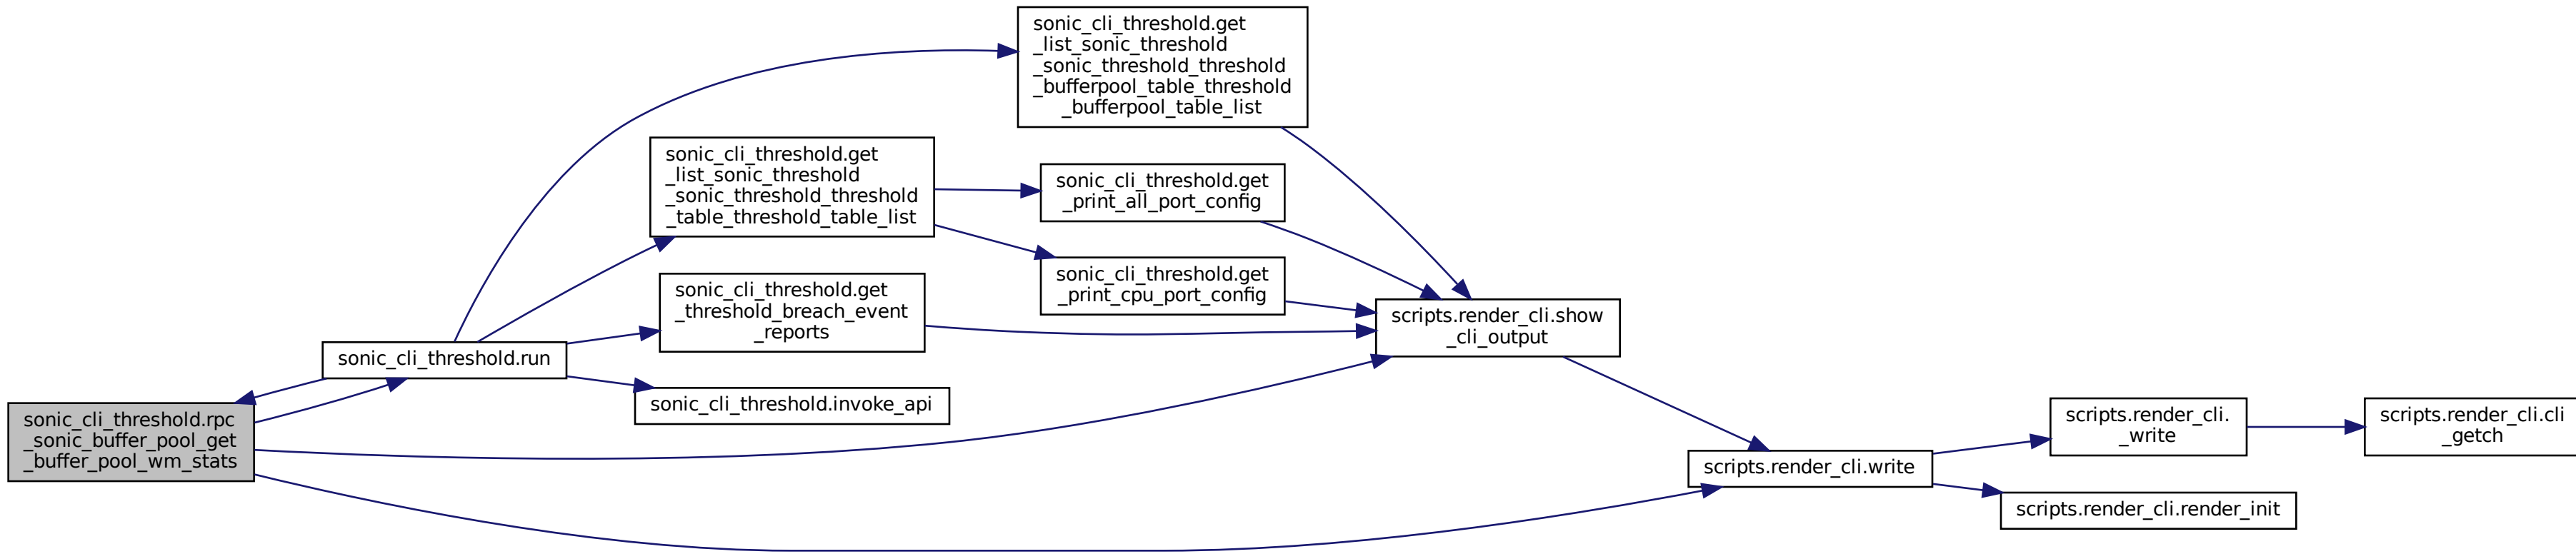 sonic_cli_threshold.rpc
_sonic_buffer_pool_get
_buffer_pool_wm_stats
sonic_cli_threshold.run
sonic_cli_threshold.get
_list_sonic_threshold
_sonic_threshold_threshold
_bufferpool_table_threshold
_bufferpool_table_list
sonic_cli_threshold.get
_list_sonic_threshold
_sonic_threshold_threshold
_table_threshold_table_list
sonic_cli_threshold.get
_threshold_breach_event
_reports
sonic_cli_threshold.invoke_api
sonic_cli_threshold.get
_print_all_port_config
sonic_cli_threshold.get
_print_cpu_port_config
scripts.render_cli.show
_cli_output
scripts.render_cli.write
scripts.render_cli.
_write
scripts.render_cli.render_init
scripts.render_cli.cli
_getch